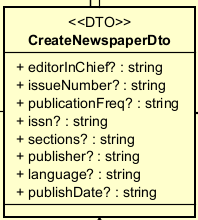 <<DTO>>
CreateNewspaperDto
+ editorInChief? : string
+ issueNumber? : string
+ publicationFreq? : string
+ issn? : string
+ sections? : string
+ publisher? : string
+ language? : string
+ publishDate? : string